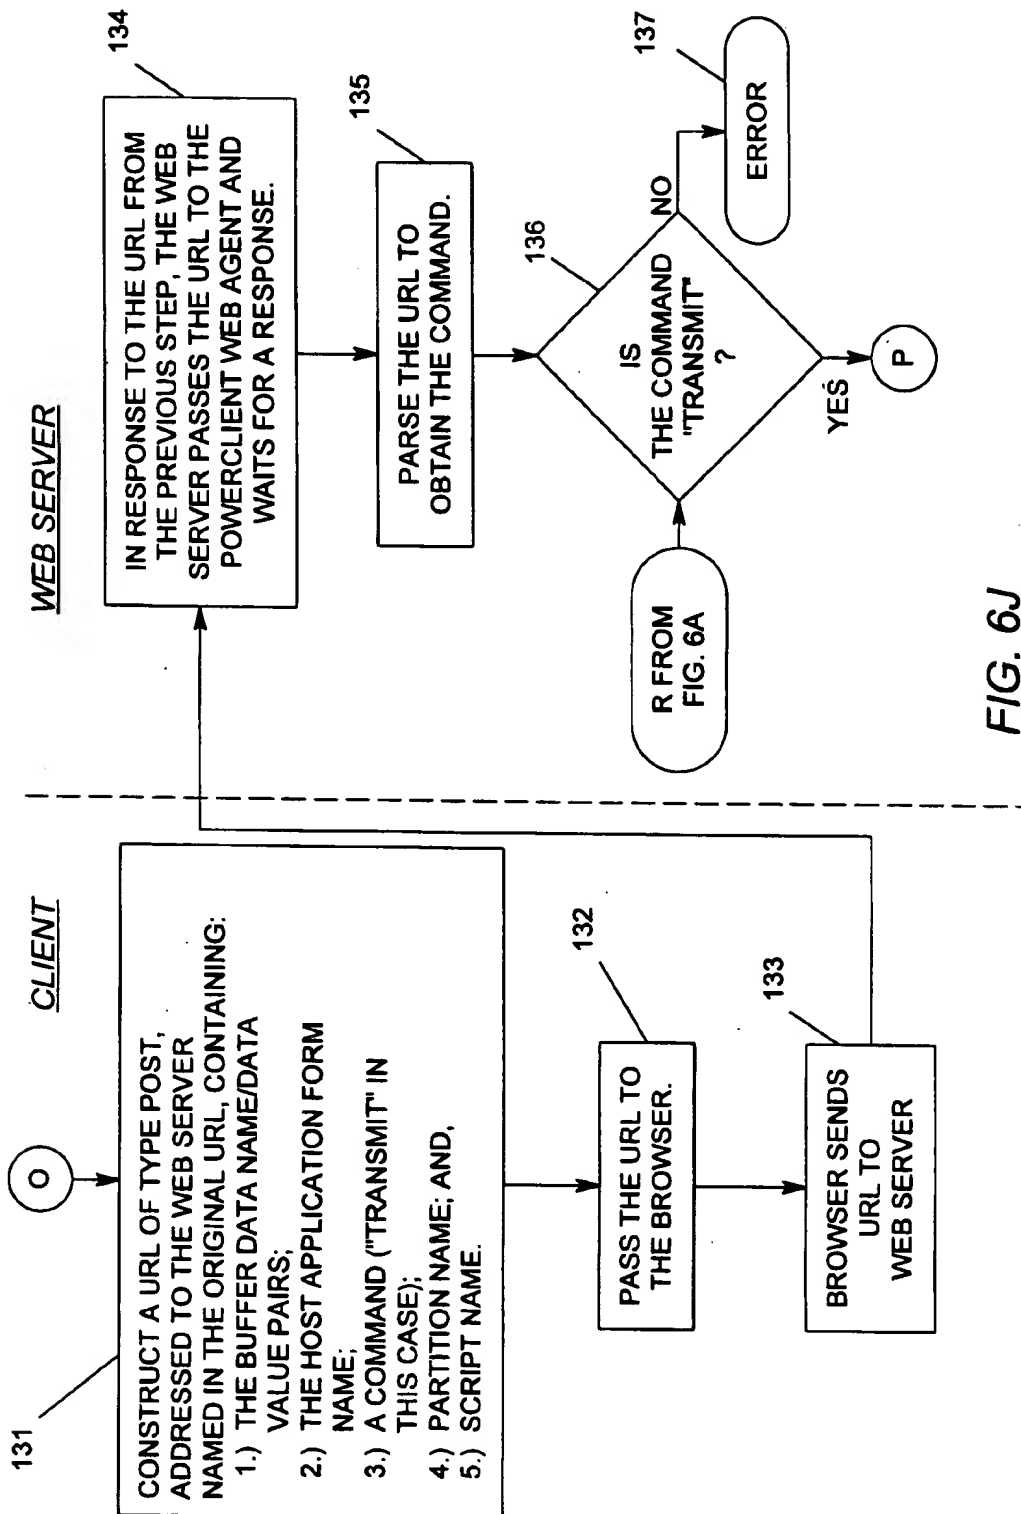 CLIENT
O
131
CONSTRUCT A URL OF TYPE POST,
ADDRESSED TO THE WEB SERVER
NAMED IN THE ORIGINAL URL, CONTAINING:
1.) THE BUFFER DATA NAME/DATA
VALUE PAIRS;
2.) THE HOST APPLICATION FORM
NAME;
3.) A COMMAND ("TRANSMIT" IN
THIS CASE);
4.) PARTITION NAME; AND,
5.) SCRIPT NAME.
132
PASS THE URL TO
THE BROWSER.
133
BROWSER SENDS
URL TO
WEB SERVER
WEB SERVER
134
IN RESPONSE TO THE URL FROM
THE PREVIOUS STEP, THE WEB
SERVER PASSES THE URL TO THE
POWERCLIENT WEB AGENT AND
WAITS FOR A RESPONSE.
135
PARSE THE URL TO
OBTAIN THE COMMAND.
136
IS
THE COMMAND
"TRANSMIT"
?
NO
137
ERROR
R FROM
FIG. 6A
YES
P
FIG. 6J